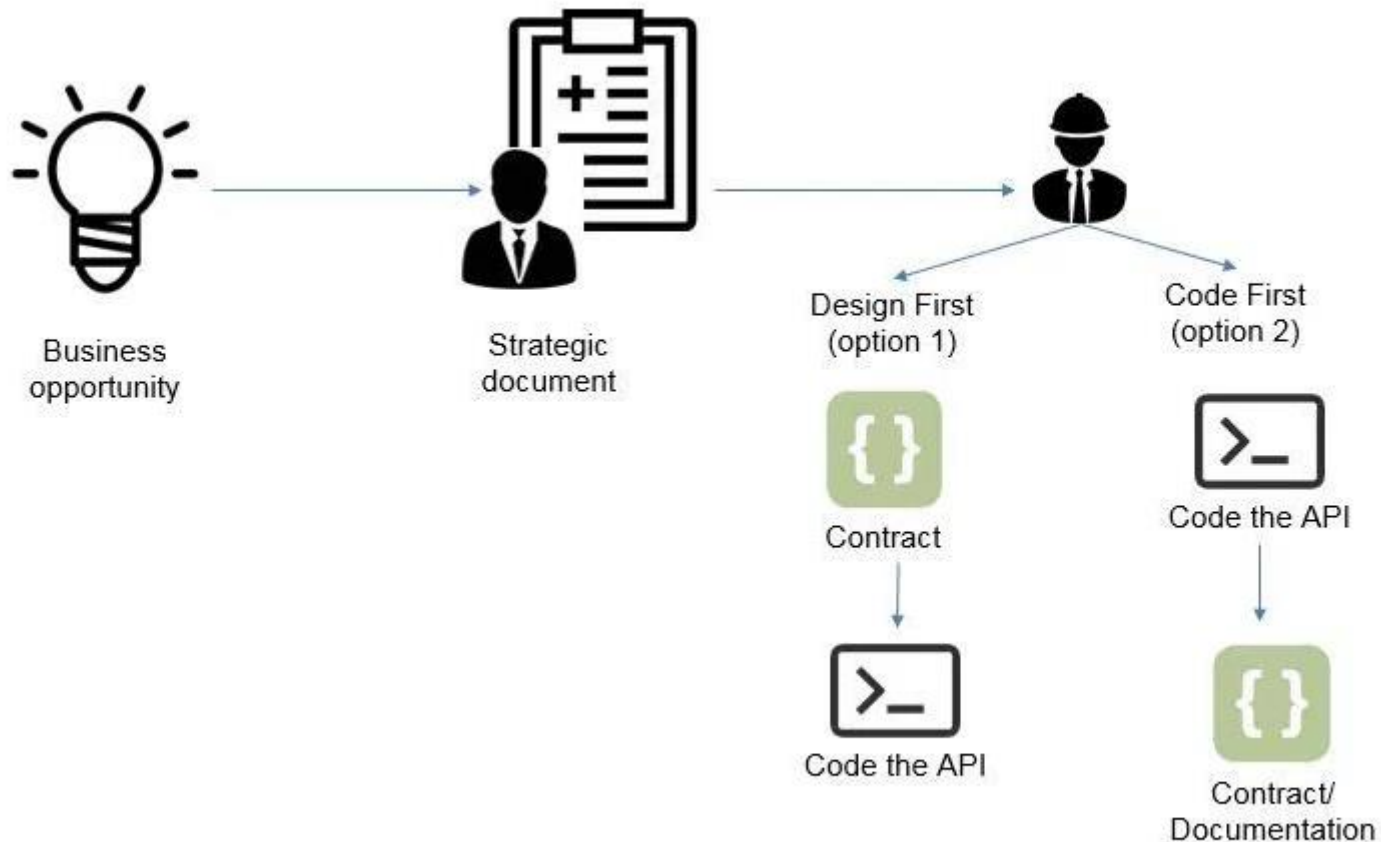 Business
opportunity
Strategic
document
Design First
(option 1)
Contract
Code the API
Code First
(option 2)
Code the API
Contract/
Documentation